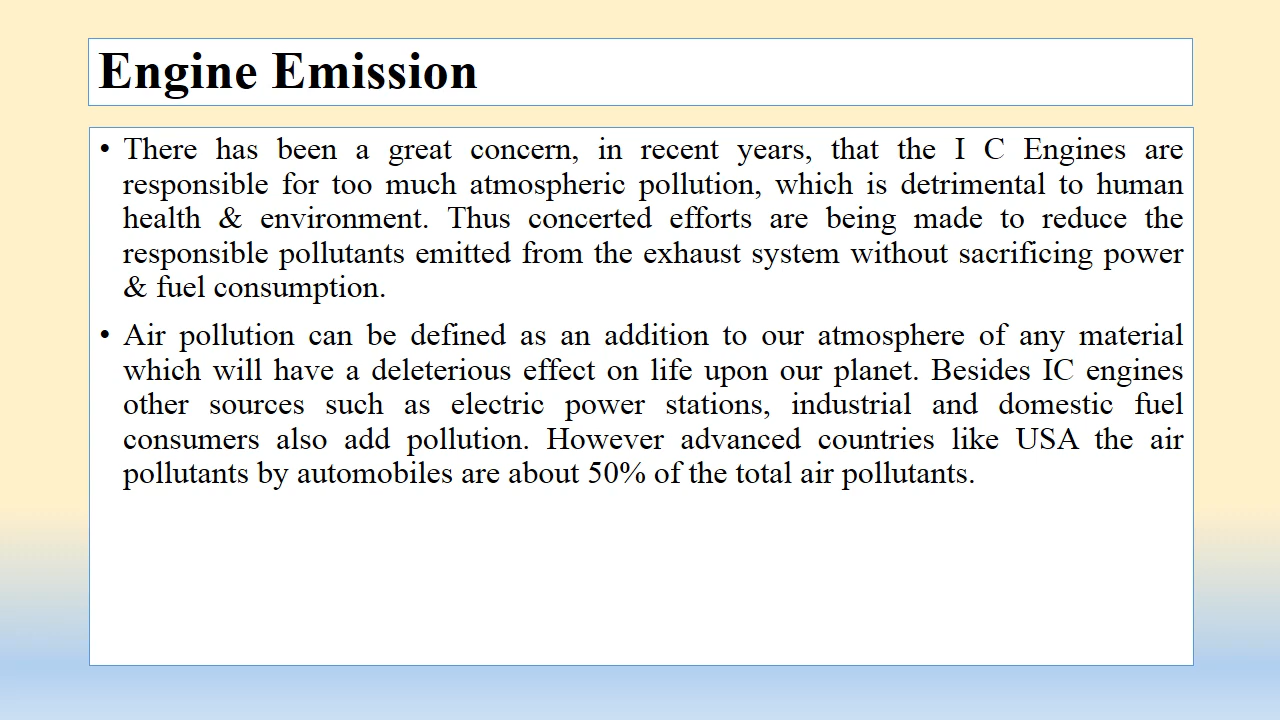 Engine Emission
• There has been a great concern, in recent years, that the I C Engines are
responsible for too much atmospheric pollution, which is detrimental to human
health & environment. Thus concerted efforts are being made to reduce the
responsible pollutants emitted from the exhaust system without sacrificing power
& fuel consumption.
• Air pollution can be defined as an addition to our atmosphere of any material
which will have a deleterious effect on life upon our planet. Besides IC engines
other sources such as electric power stations, industrial and domestic fuel
consumers also add pollution. However advanced countries like USA the air
pollutants by automobiles are about 50% of the total air pollutants.